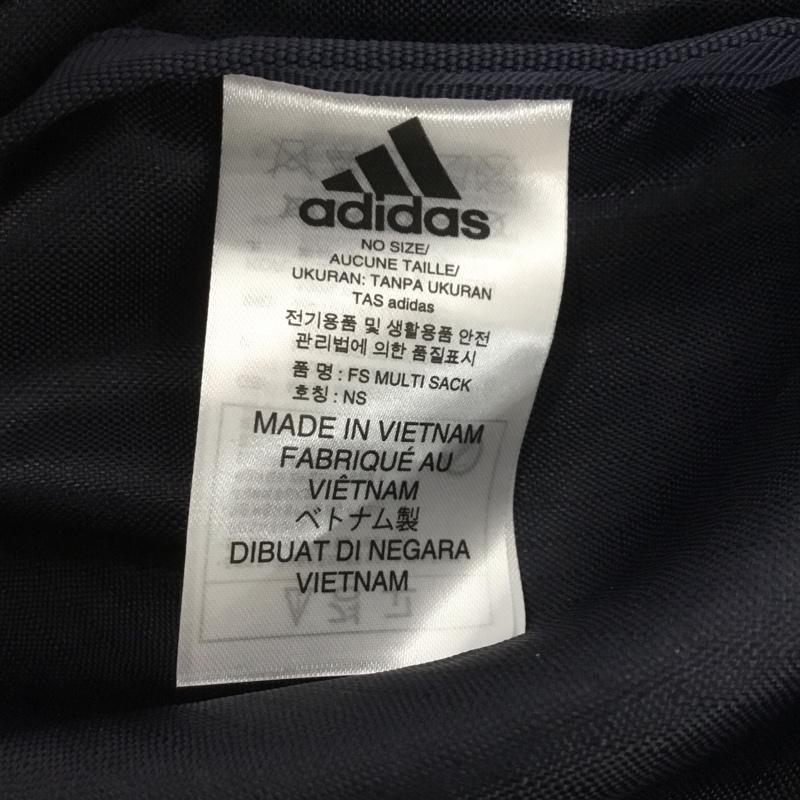 adidas
NO SIZE/
AUCUNE TAILLE/
UKURAN: TANPA UKURAN
TAS adidas
전기용품 및 생활용품 안전
관리법에 의한 품질표시
품 명 : FS MULTI SACK
호칭 : NS
MADE IN VIETNAM
FABRIQUÉ AU
VIÊTNAM
ベトナム製
DIBUAT DI NEGARA
VIETNAM